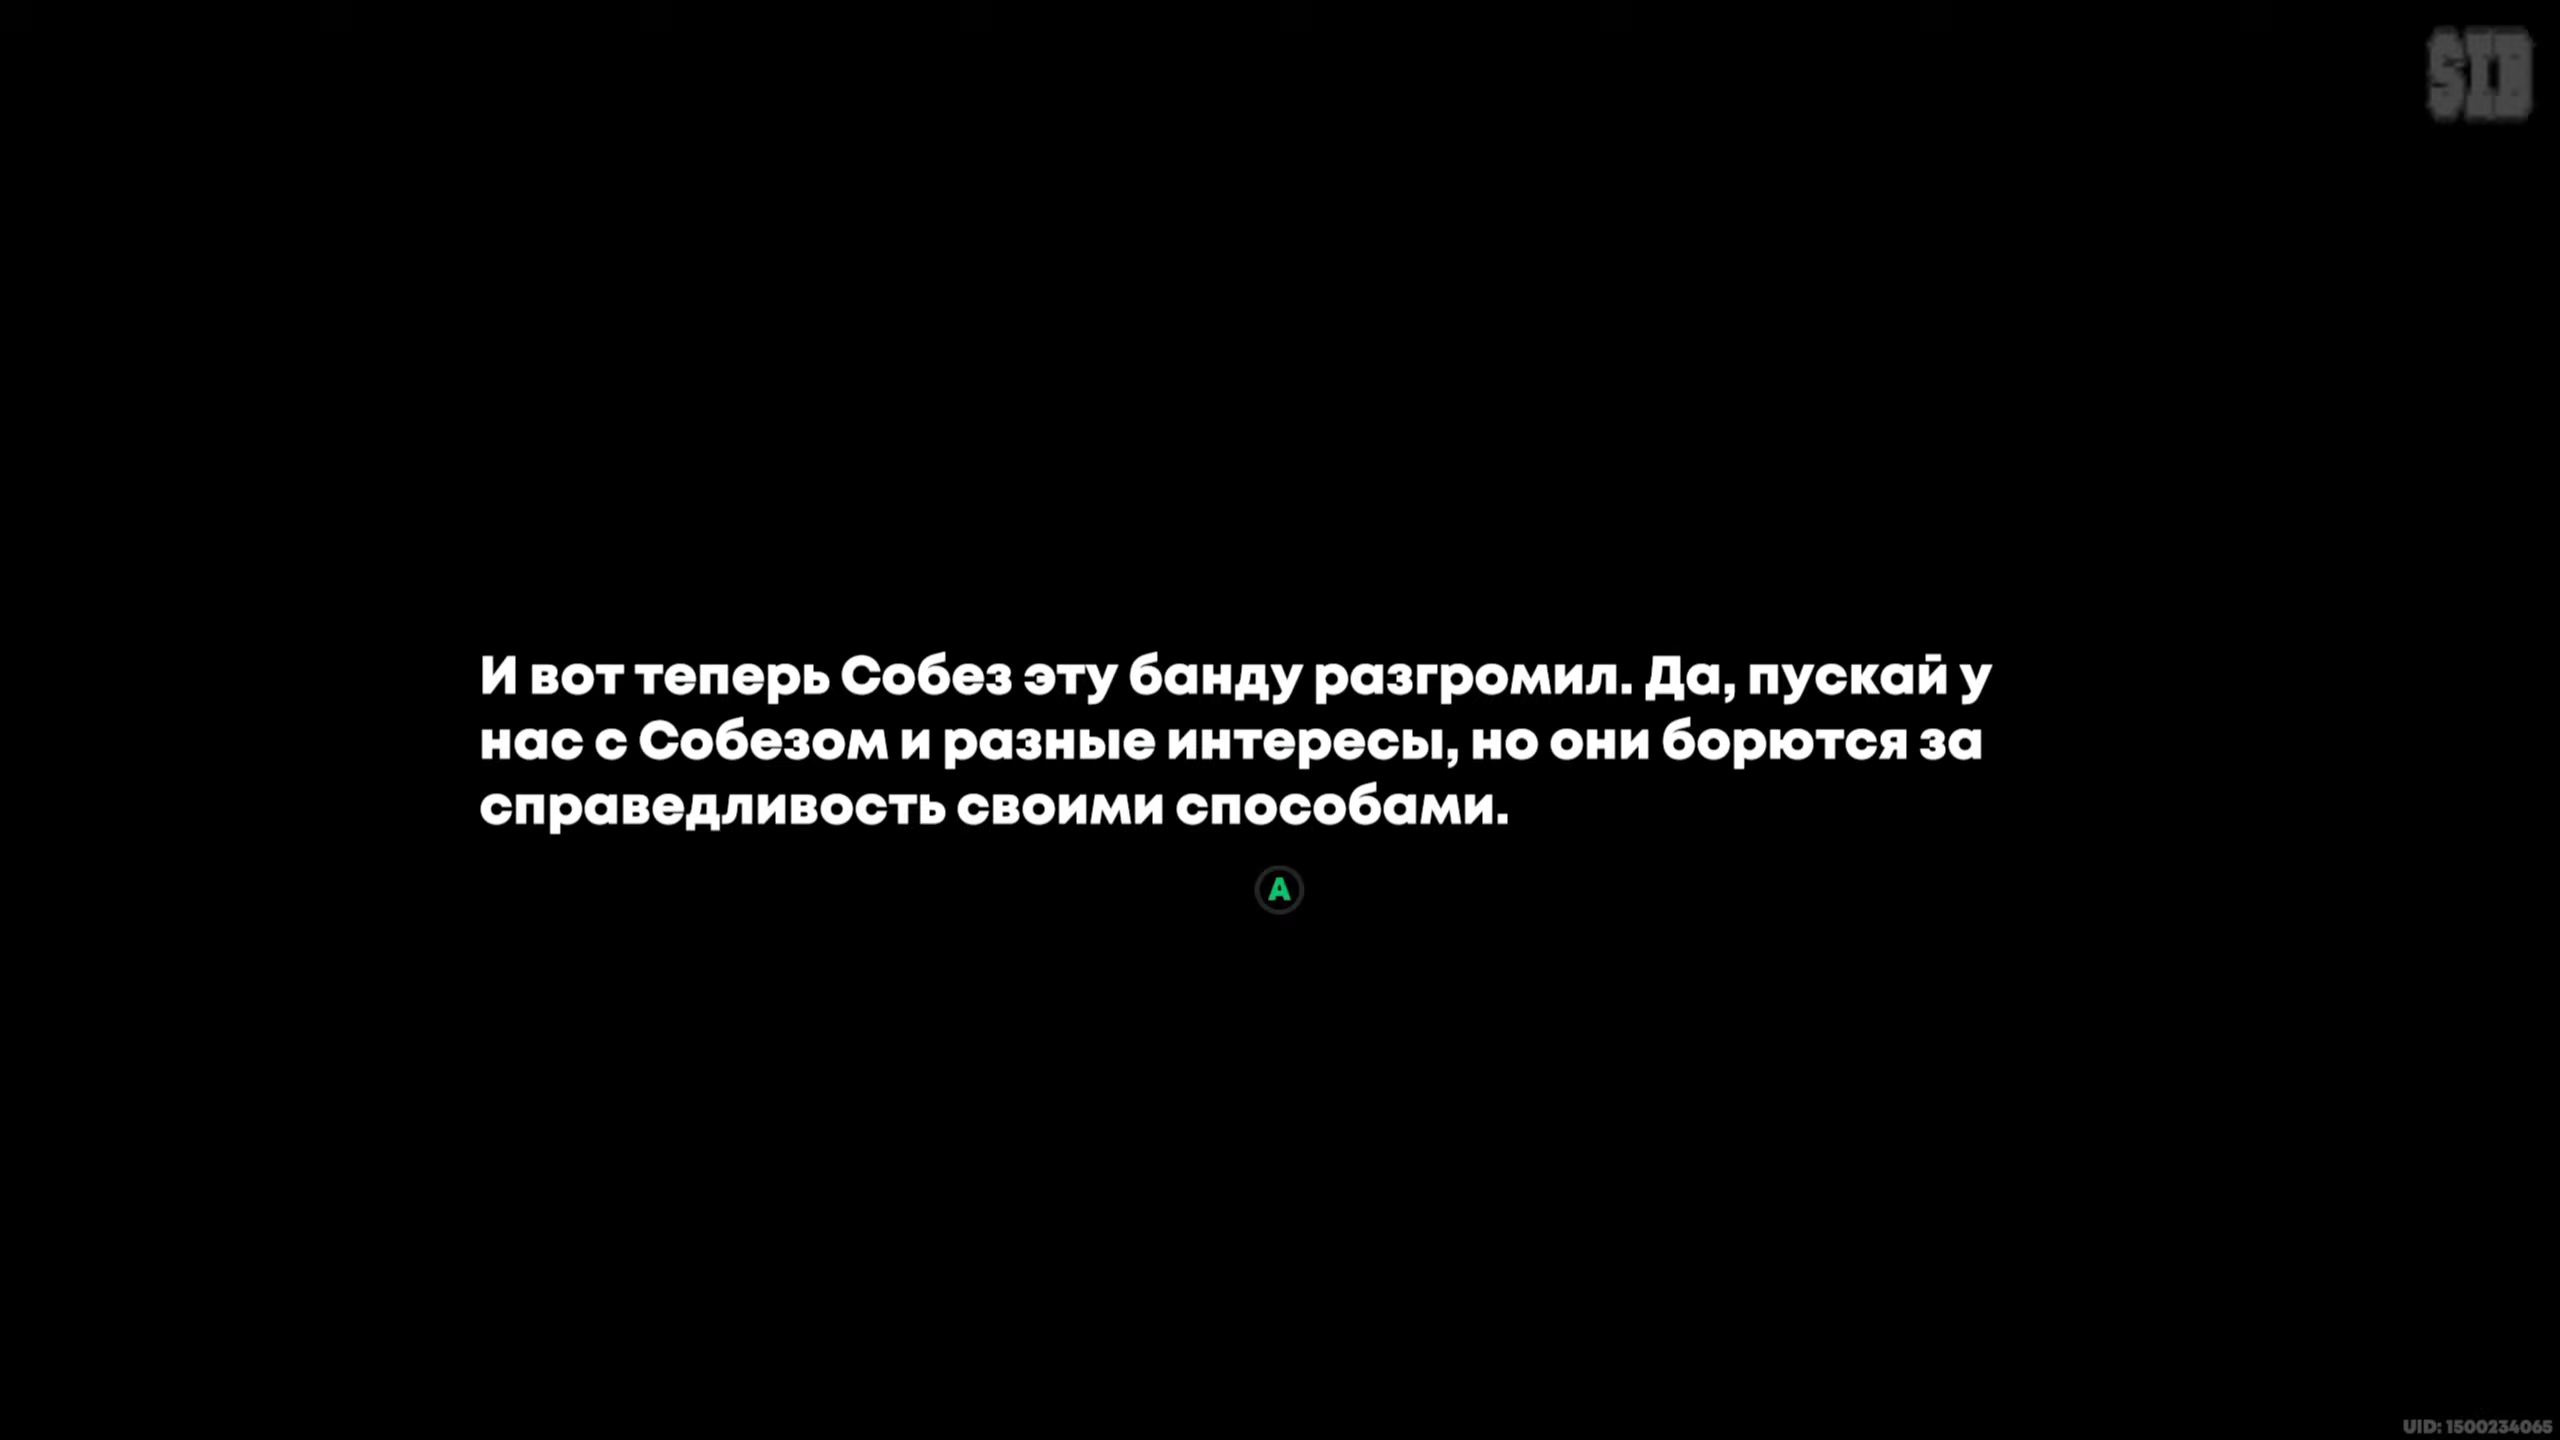 SIB
И вот теперь Собез эту банду разгромил. Да, пускай у
нас с Собезом и разные интересы, но они борются за
справедливость своими способами.
A
UID: 1500234065